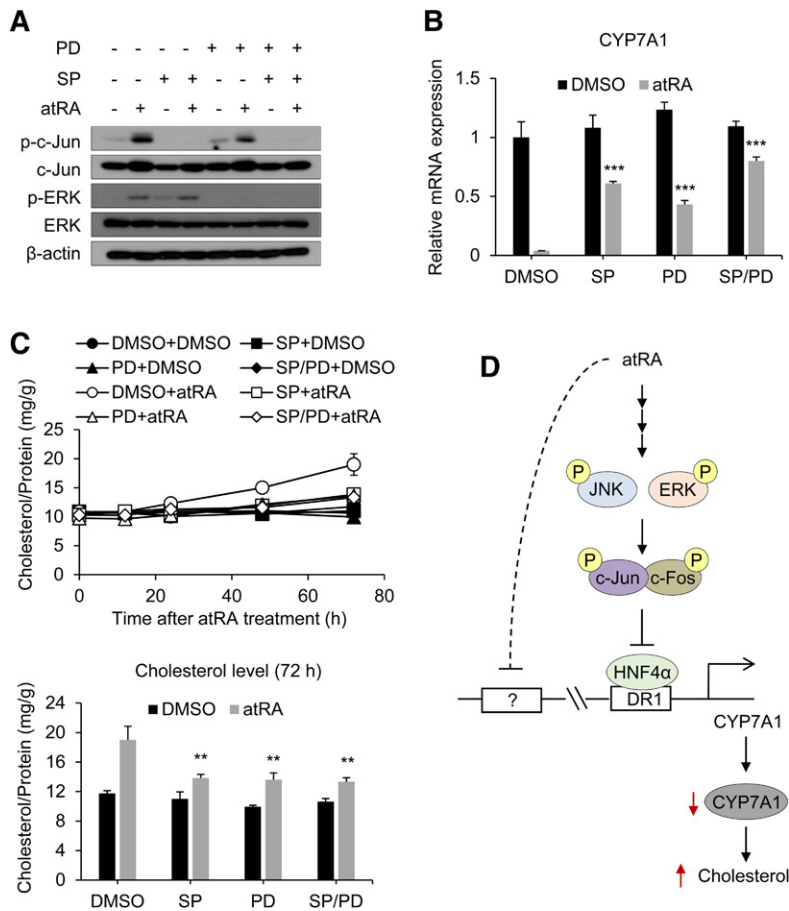 A
PD - - - - + + + +
SP - - + + - - + +
atRA - + - + - + - +
p-c-Jun
c-Jun
p-ERK
ERK
β-actin
B
CYP7A1
DMSO atRA
Relative mRNA expression
1.5
1
0.5
0
*** *** ***
DMSO SP PD SP/PD
C
DMSO+DMSO SP+DMSO
PD+DMSO SP/PD+DMSO
DMSO+atRA SP+atRA
PD+atRA SP/PD+atRA
Cholesterol/Protein (mg/g)
25
20
15
10
5
0
0 20 40 60 80
Time after atRA treatment (h)
Cholesterol level (72 h)
DMSO atRA
Cholesterol/Protein (mg/g)
24
20
16
12
8
4
0
** ** **
DMSO SP PD SP/PD
D
atRA
P P
JNK ERK
P P
c-Jun c-Fos
HNF4α
? DR1
CYP7A1
CYP7A1
Cholesterol